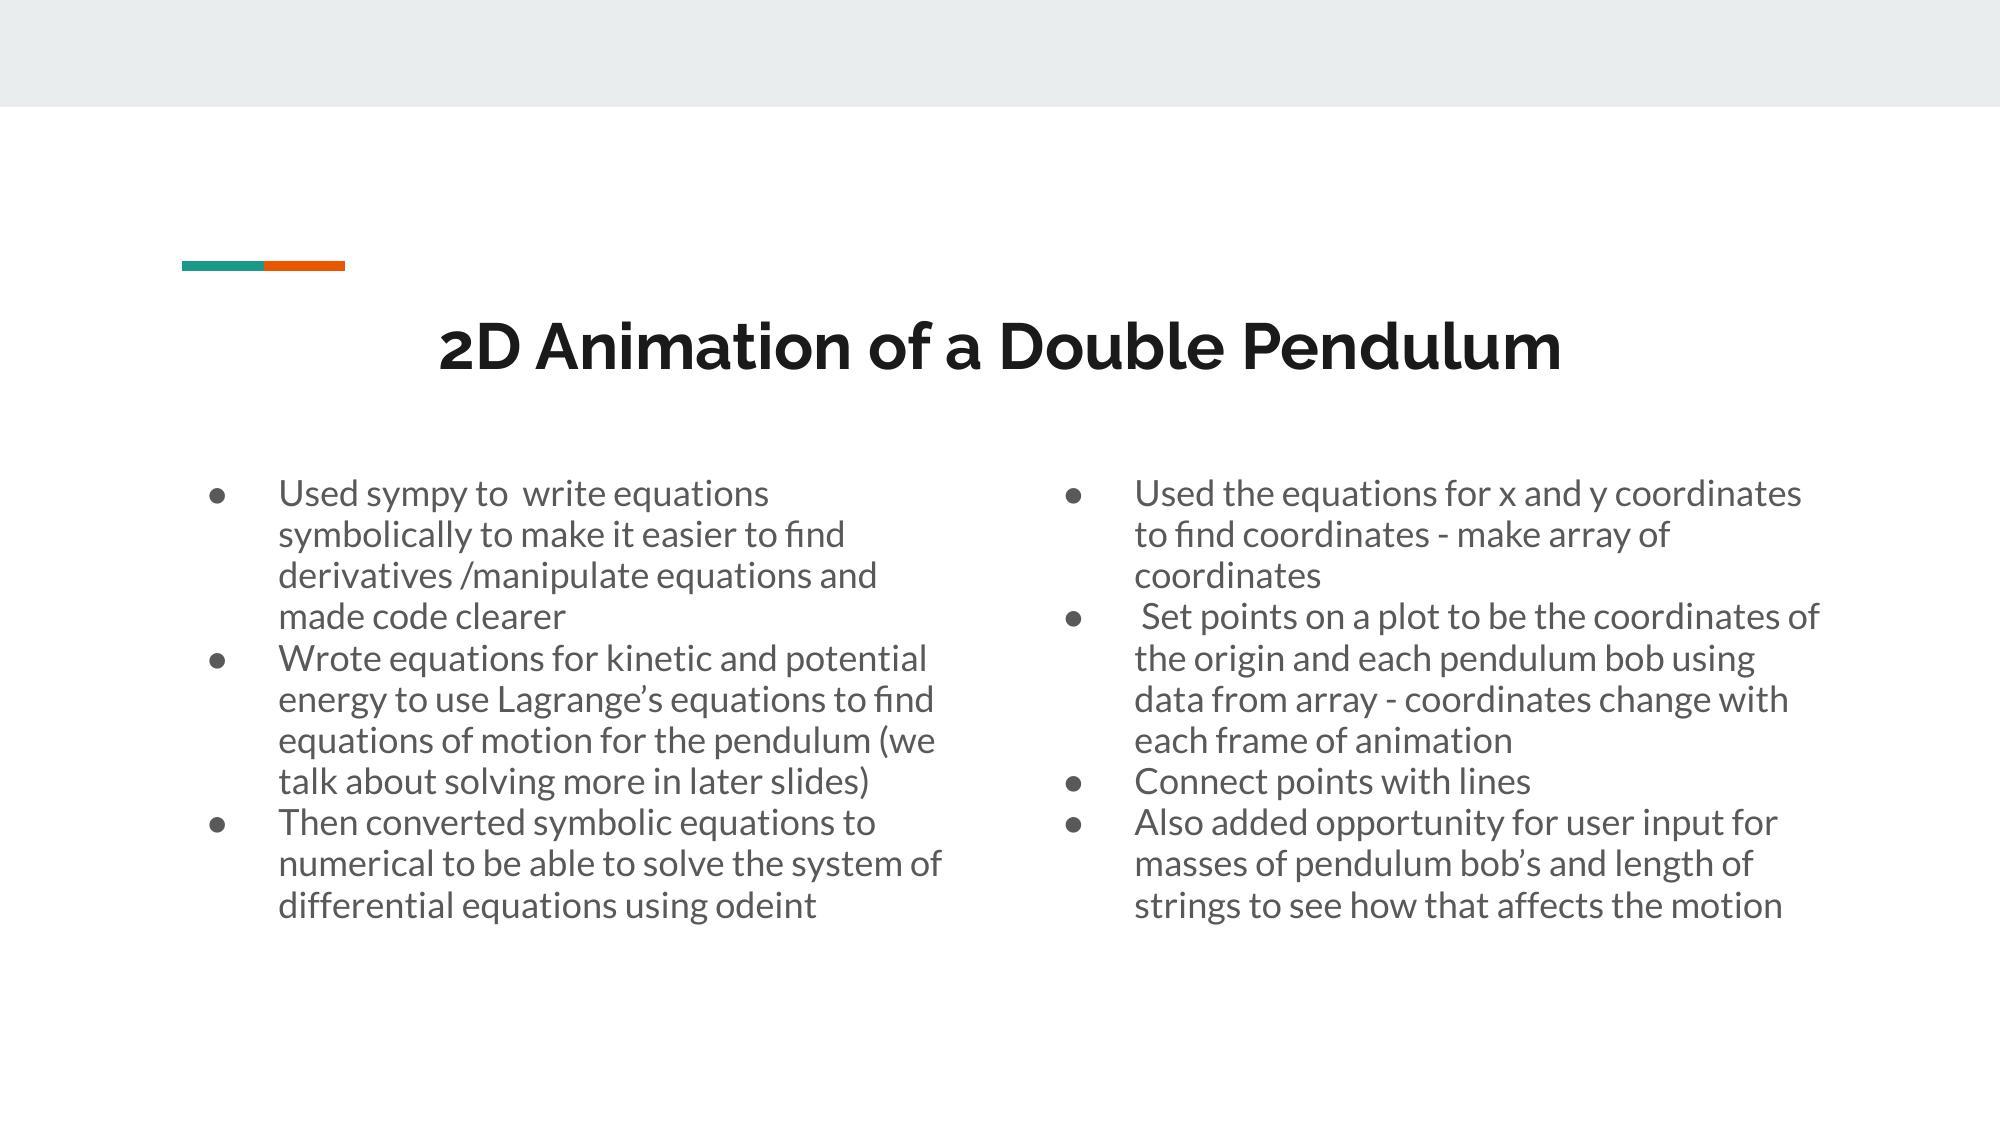 2D Animation of a Double Pendulum
● Used sympy to  write equations
symbolically to make it easier to find
derivatives /manipulate equations and
made code clearer
● Wrote equations for kinetic and potential
energy to use Lagrange’s equations to find
equations of motion for the pendulum (we
talk about solving more in later slides)
● Then converted symbolic equations to
numerical to be able to solve the system of
differential equations using odeint
● Used the equations for x and y coordinates
to find coordinates - make array of
coordinates
● Set points on a plot to be the coordinates of
the origin and each pendulum bob using
data from array - coordinates change with
each frame of animation
● Connect points with lines
● Also added opportunity for user input for
masses of pendulum bob’s and length of
strings to see how that affects the motion